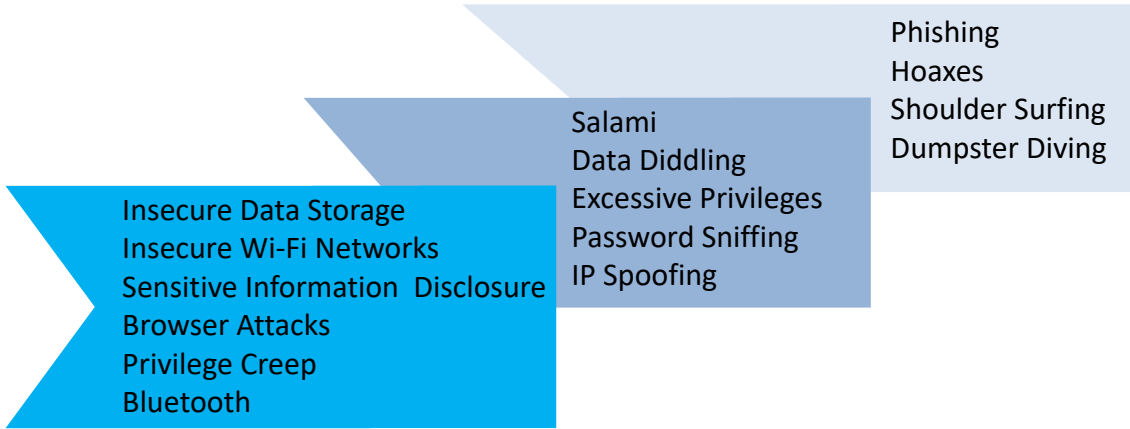 Phishing
Hoaxes
Shoulder Surfing
Dumpster Diving
Salami
Data Diddling
Excessive Privileges
Password Sniffing
IP Spoofing
Insecure Data Storage
Insecure Wi-Fi Networks
Sensitive Information  Disclosure
Browser Attacks
Privilege Creep
Bluetooth